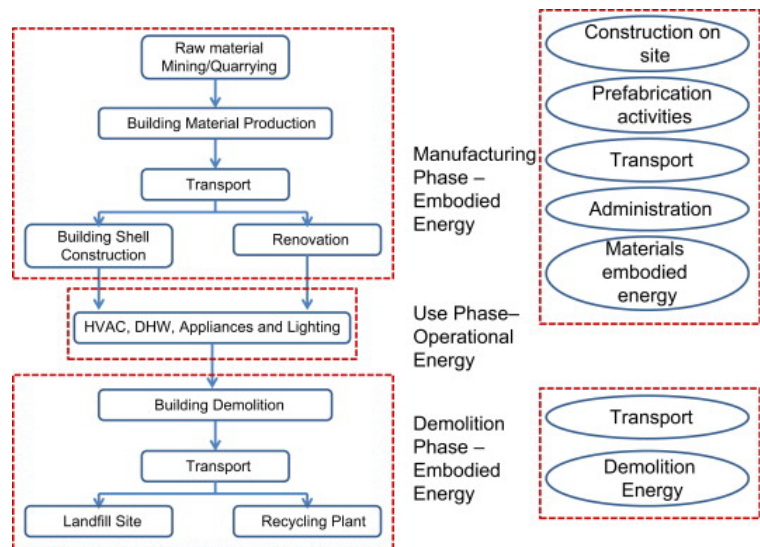 Raw material
Mining/Quarrying
Building Material Production
Transport
Building Shell
Construction
Renovation
HVAC, DHW, Appliances and Lighting
Building Demolition
Transport
Landfill Site
Recycling Plant
Manufacturing
Phase –
Embodied
Energy
Use Phase–
Operational
Energy
Demolition
Phase –
Embodied
Energy
Construction on
site
Prefabrication
activities
Transport
Administration
Materials
embodied
energy
Transport
Demolition
Energy